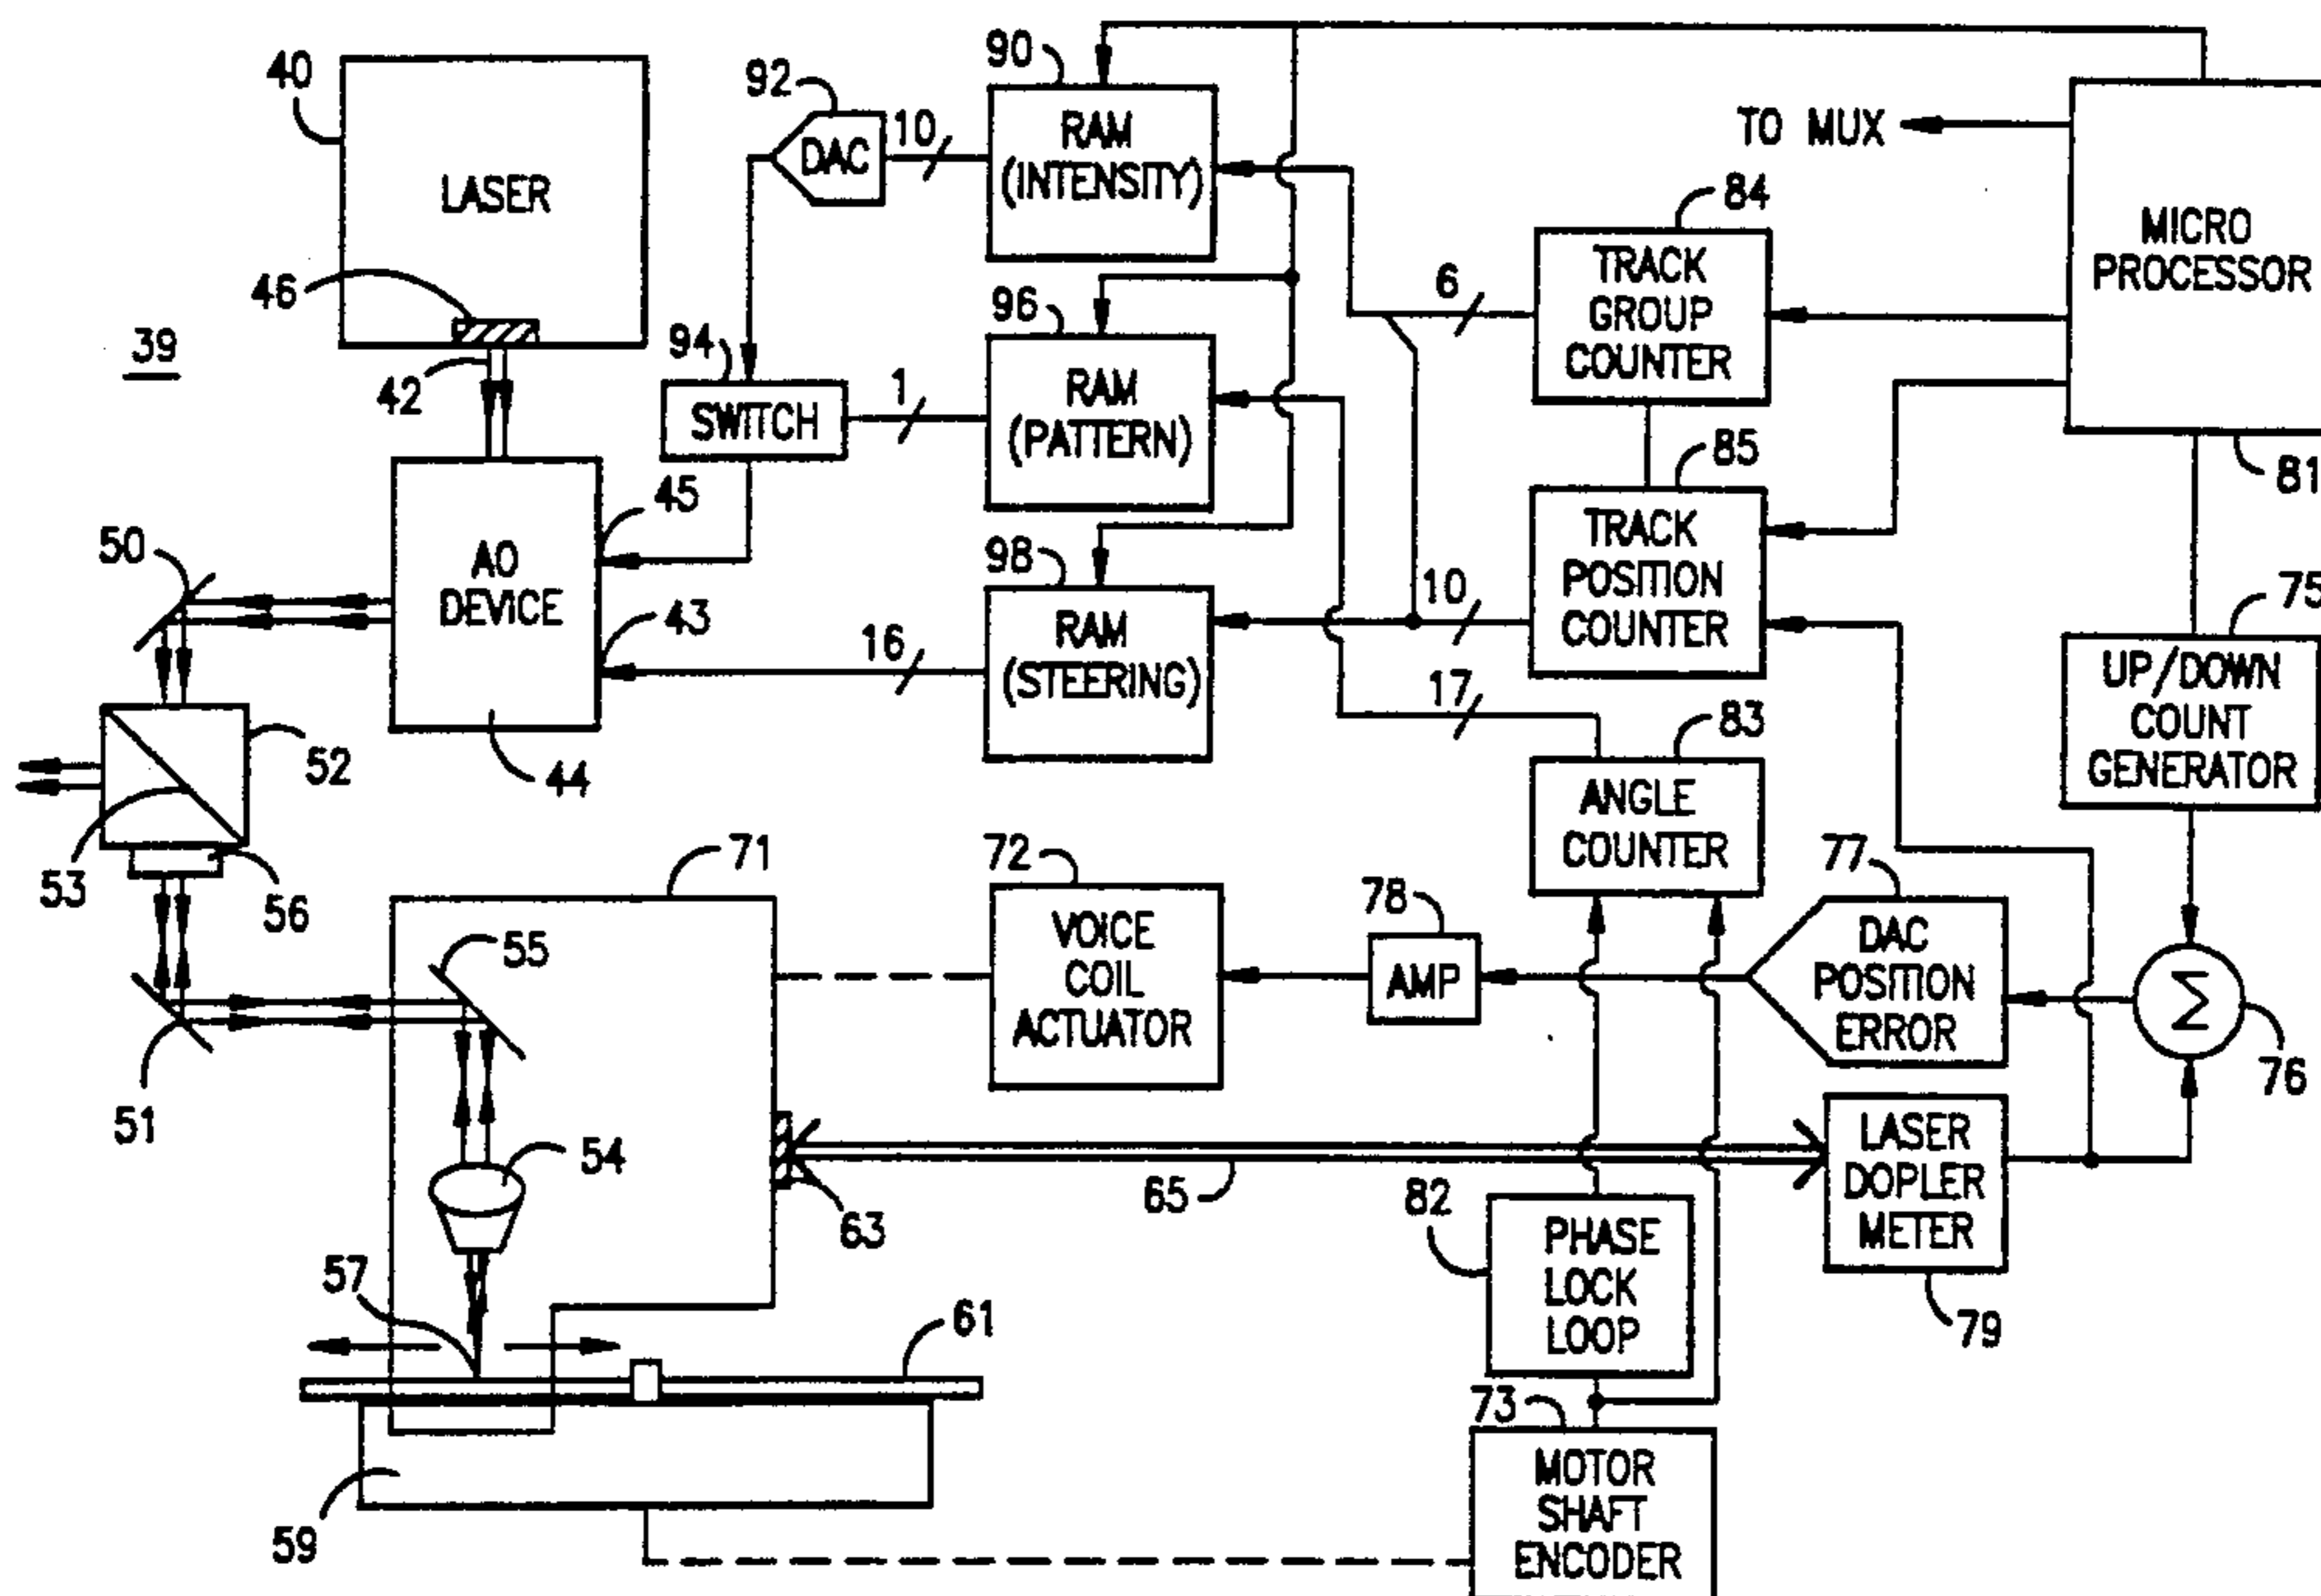 90
40
92
10
RAM
(INTENSITY)
DAC
TO MUX
LASER
84
MICRO
PROCESSOR
TRACK
GROUP
COUNTER
6
46
96
39
94
42
1
RAM
(PATTERN)
SWITCH
85
81
45
50
AO
DEVICE
98
TRACK
POSITION
COUNTER
10
75
43
16
RAM
(STEERING)
17
UP/DOWN
COUNT
GENERATOR
83
52
44
ANGLE
COUNTER
53
56
71
72
78
77
55
VOICE
COIL
ACTUATOR
AMP
DAC
POSITION
ERROR
Σ
76
51
54
63
65
LASER
DOPLER
METER
82
PHASE
LOCK
LOOP
57
61
79
73
MOTOR
SHAFT
ENCODER
59